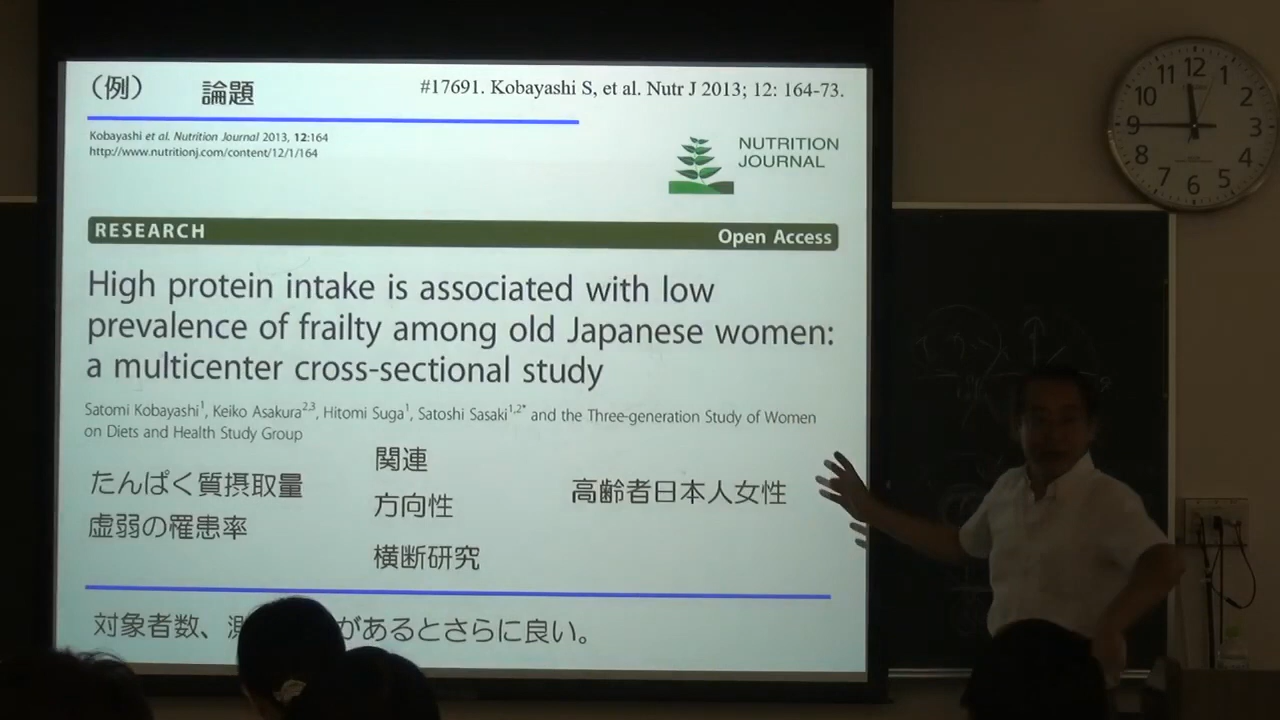 (例) 論題
#17691. Kobayashi S, et al. Nutr J 2013; 12: 164-73.
Kobayashi et al. Nutrition Journal 2013, 12:164
http://www.nutritionj.com/content/12/1/164
NUTRITION
JOURNAL
RESEARCH
Open Access
High protein intake is associated with low
prevalence of frailty among old Japanese women:
a multicenter cross-sectional study
Satomi Kobayashi1, Keiko Asakura2,3, Hitomi Suga1, Satoshi Sasaki1,2* and the Three-generation Study of Women
on Diets and Health Study Group
たんぱく質摂取量
虚弱の罹患率
関連
方向性
横断研究
高齢者日本人女性
対象者数、測 があるとさらに良い。
12
1
2
3
4
5
6
7
8
9
10
11